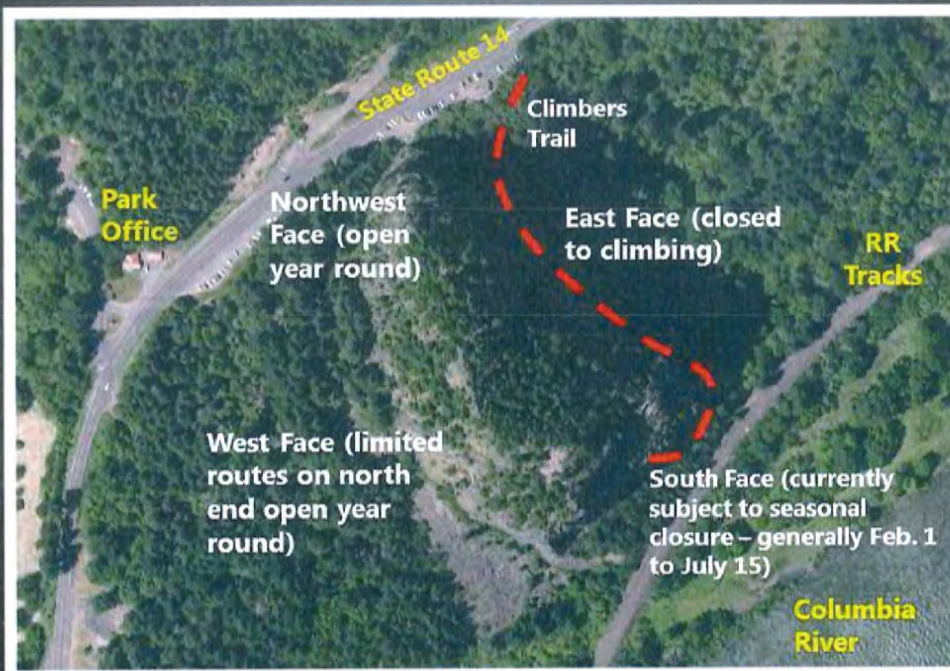 State Route 14
Climbers
Trail
Park
Office
Northwest
Face (open
year round)
East Face (closed
to climbing)
RR
Tracks
West Face (limited
routes on north
end open year
round)
South Face (currently
subject to seasonal
closure – generally Feb. 1
to July 15)
Columbia
River